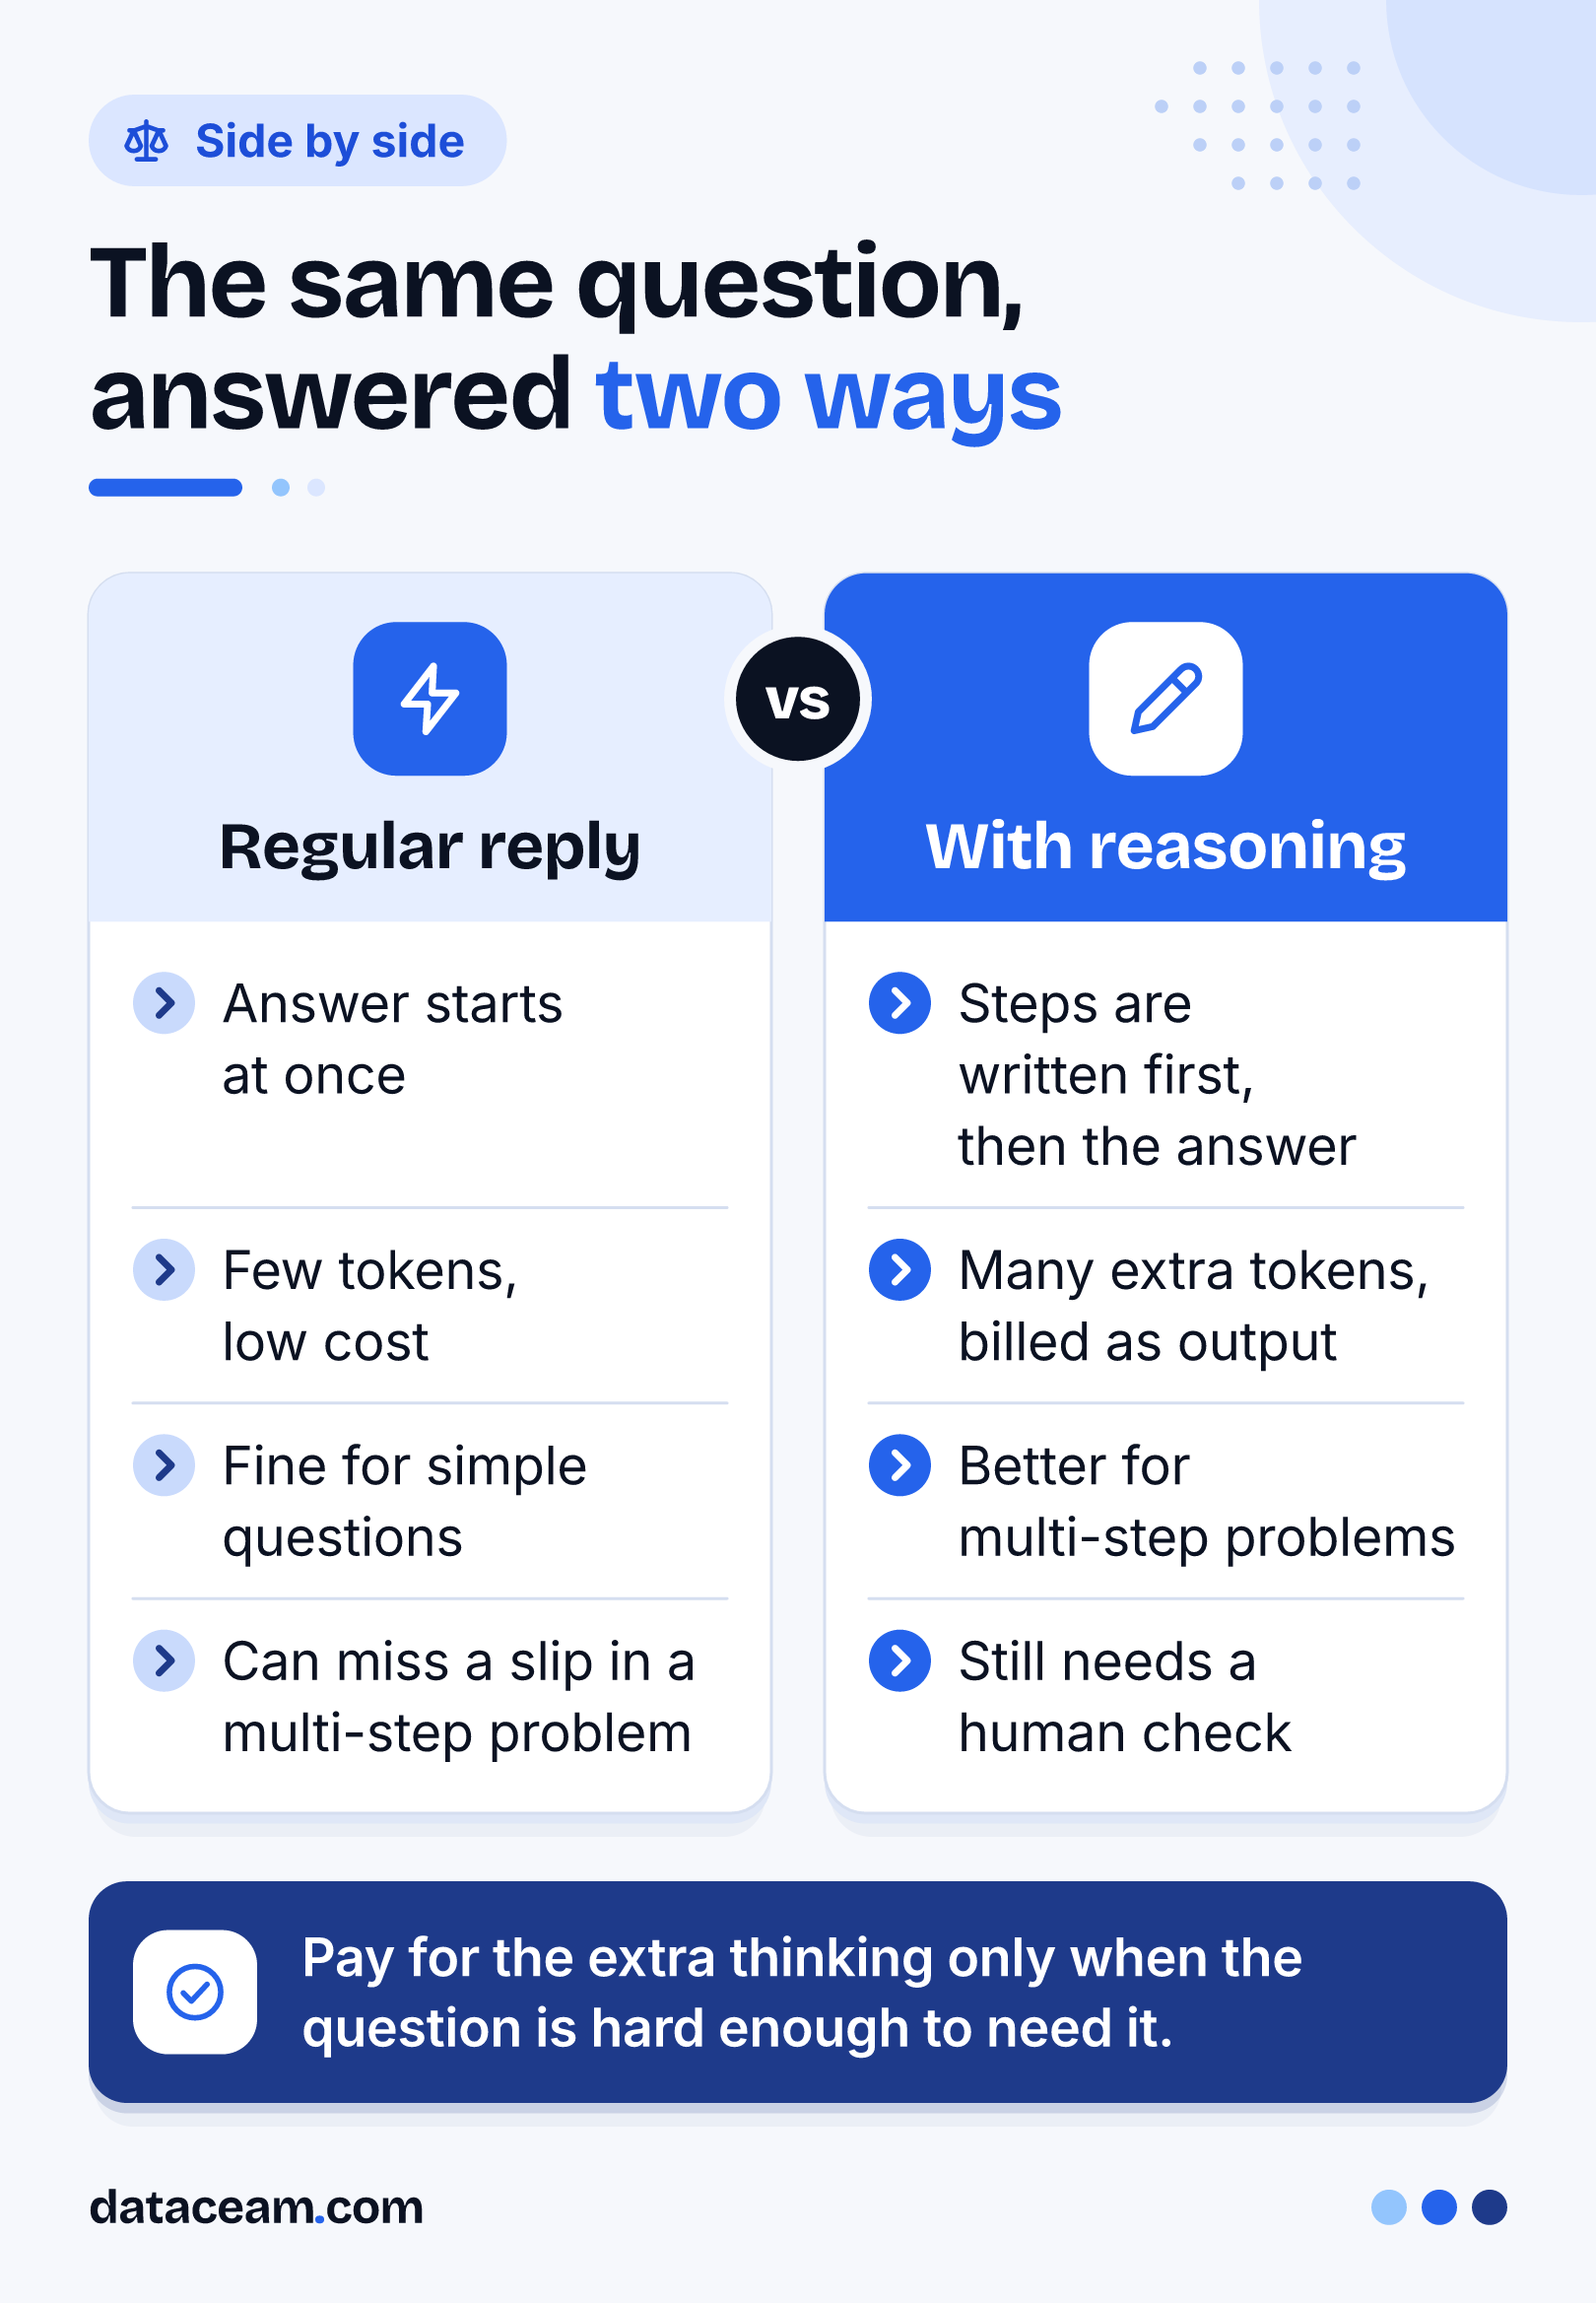 Side by side
The same question,
answered two ways
Regular reply
vs
With reasoning
Answer starts
at once
Few tokens,
low cost
Fine for simple
questions
Can miss a slip in a
multi-step problem
Steps are
written first,
then the answer
Many extra tokens,
billed as output
Better for
multi-step problems
Still needs a
human check
Pay for the extra thinking only when the
question is hard enough to need it.
dataceam.com